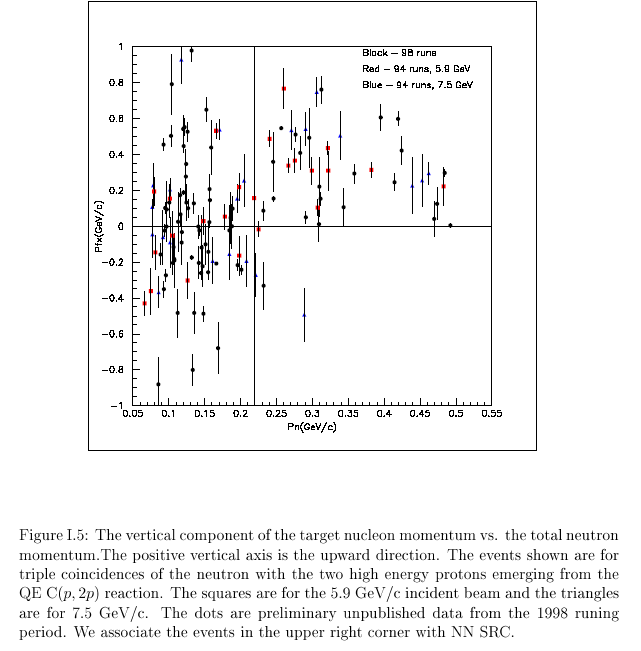 Black – 98 runs
Red – 94 runs, 5.9 GeV
Blue – 94 runs, 7.5 GeV
1
0.8
0.6
0.4
0.2
0
−0.2
−0.4
−0.6
−0.8
−1
Pfx(GeV/c)
0.05 0.1 0.15 0.2 0.25 0.3 0.35 0.4 0.45 0.5 0.55
Pn(GeV/c)
Figure I.5: The vertical component of the target nucleon momentum vs. the total neutron
momentum.The positive vertical axis is the upward direction. The events shown are for
triple coincidences of the neutron with the two high energy protons emerging from the
QE C(p, 2p) reaction. The squares are for the 5.9 GeV/c incident beam and the triangles
are for 7.5 GeV/c. The dots are preliminary unpublished data from the 1998 runing
period. We associate the events in the upper right corner with NN SRC.